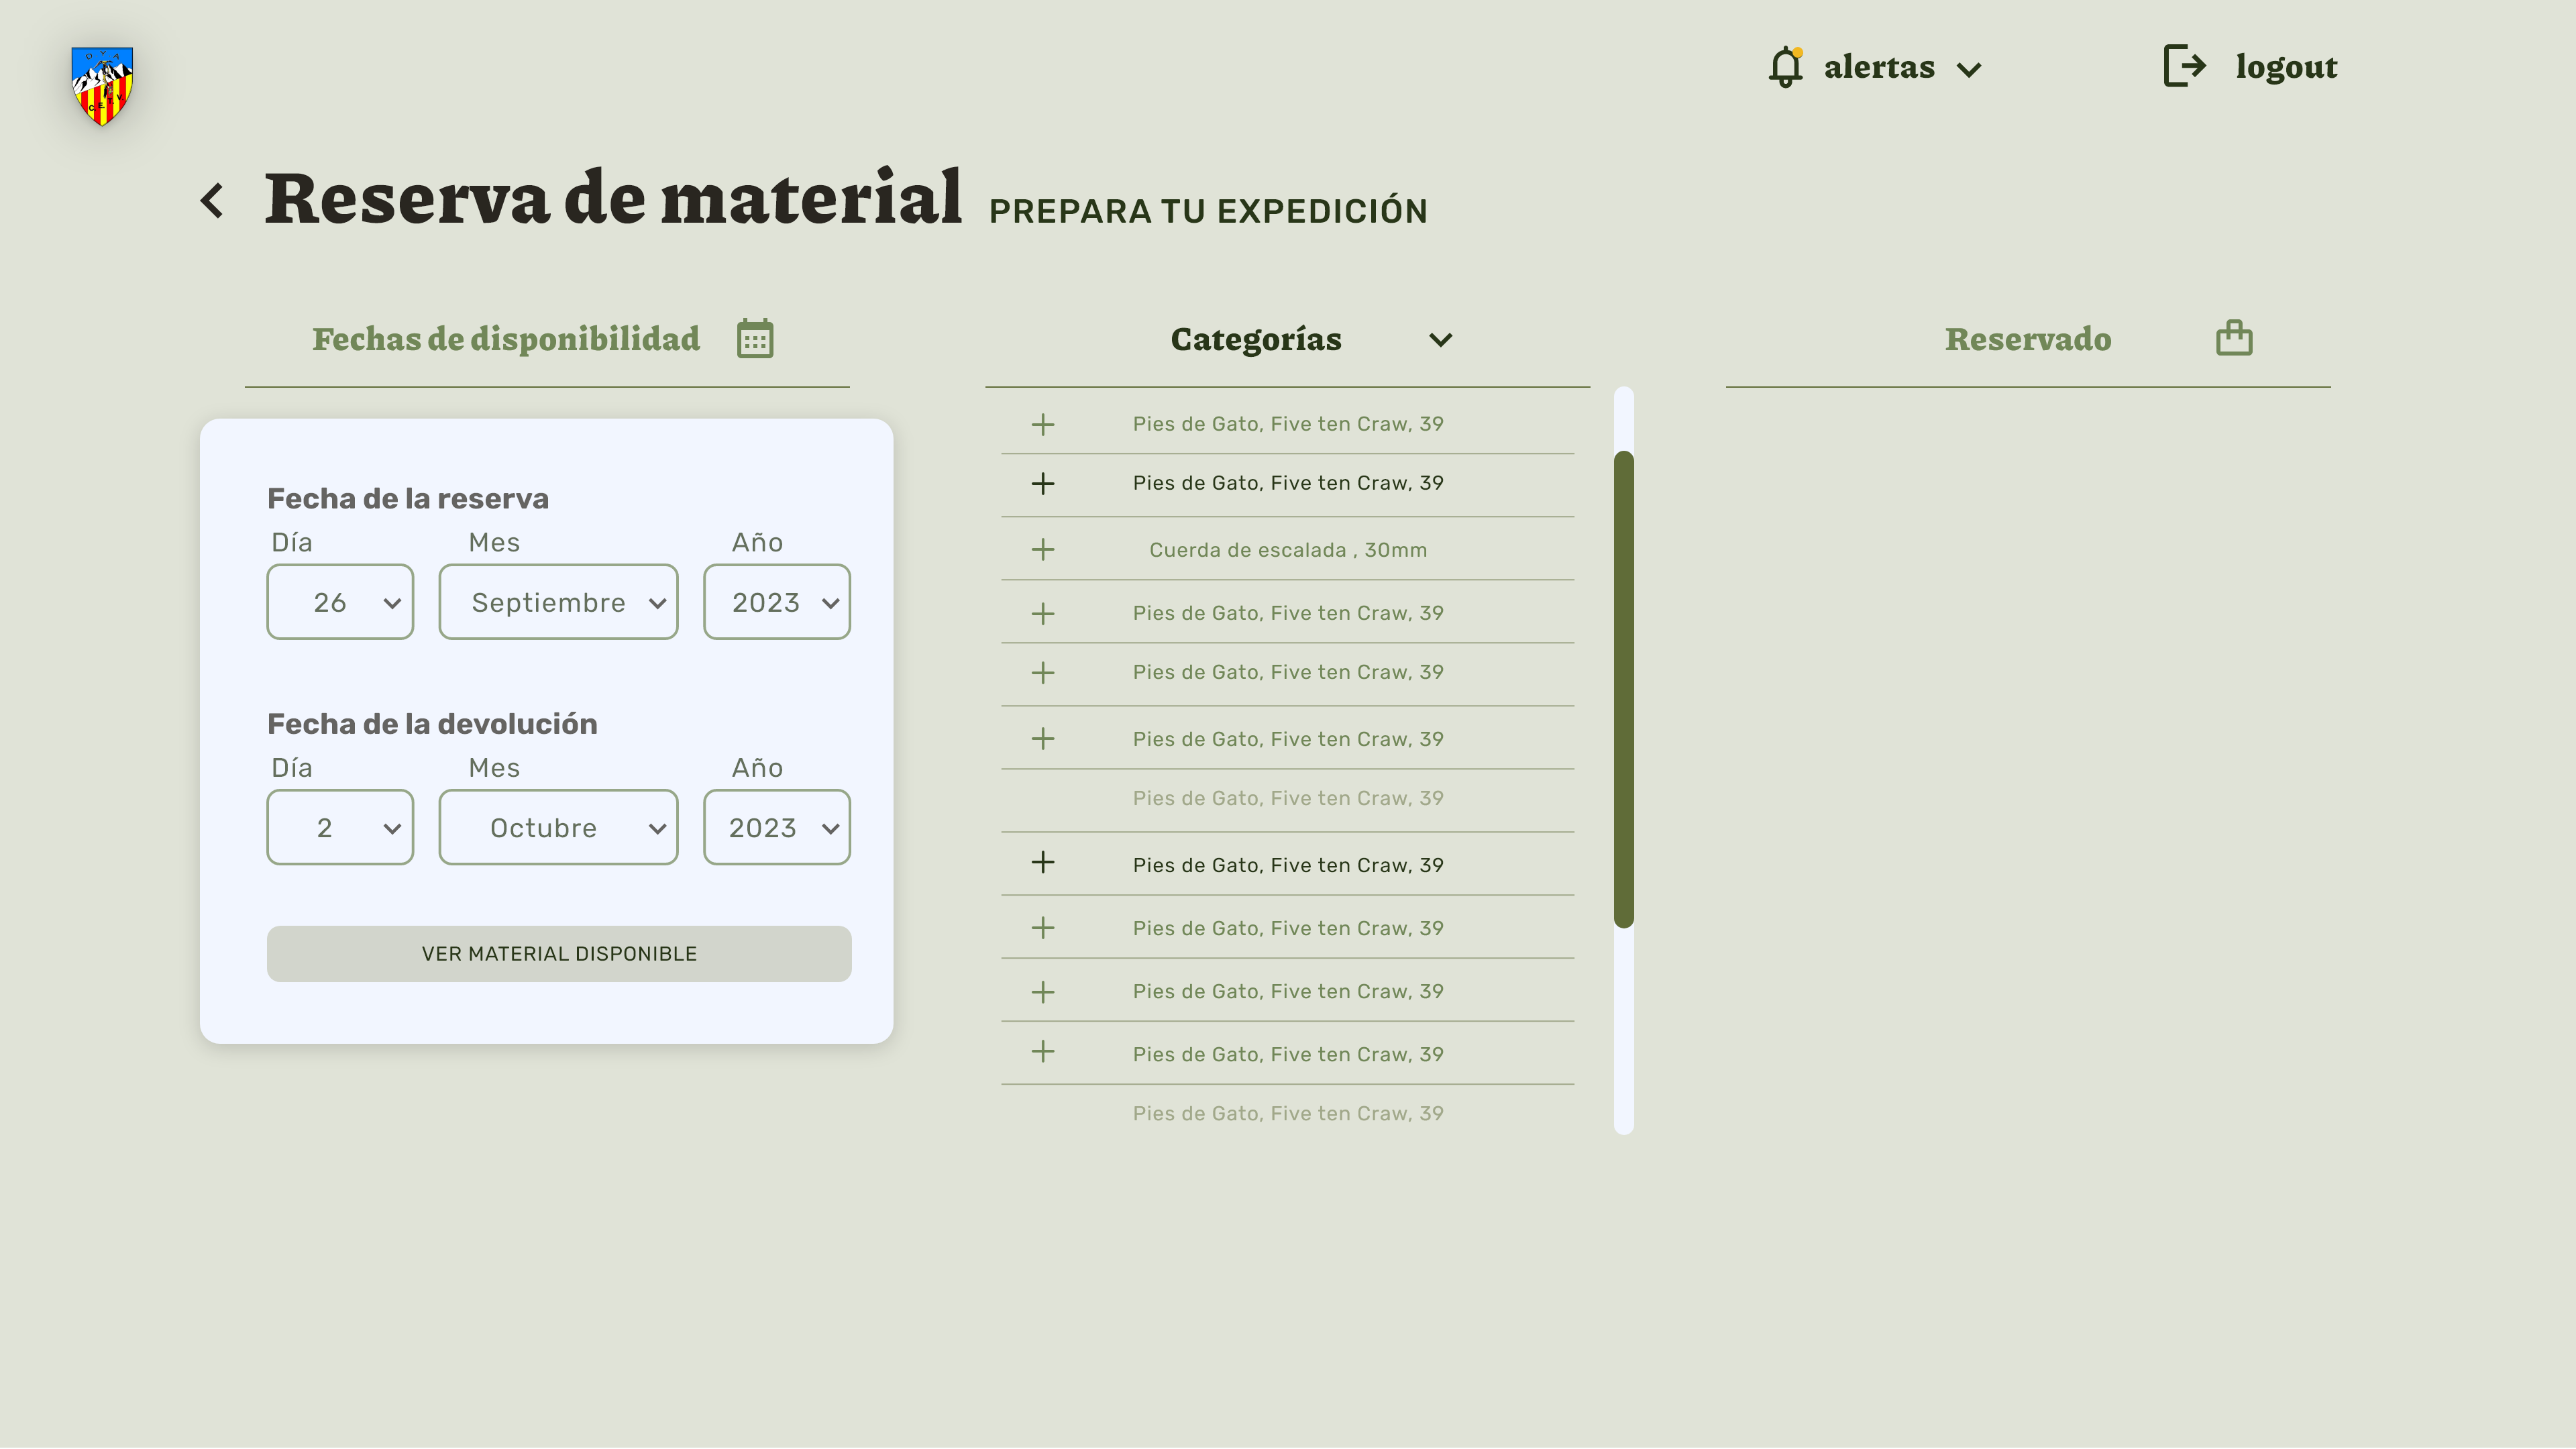 alertas
logout
Reserva de material PREPARA TU EXPEDICIÓN
Fechas de disponibilidad
Fecha de la reserva
Día Mes Año
26 Septiembre 2023
Fecha de la devolución
Día Mes Año
2 Octubre 2023
VER MATERIAL DISPONIBLE
Categorías
Pies de Gato, Five ten Craw, 39
Pies de Gato, Five ten Craw, 39
Cuerda de escalada , 30mm
Pies de Gato, Five ten Craw, 39
Pies de Gato, Five ten Craw, 39
Pies de Gato, Five ten Craw, 39
Pies de Gato, Five ten Craw, 39
Pies de Gato, Five ten Craw, 39
Pies de Gato, Five ten Craw, 39
Pies de Gato, Five ten Craw, 39
Pies de Gato, Five ten Craw, 39
Pies de Gato, Five ten Craw, 39
Reservado